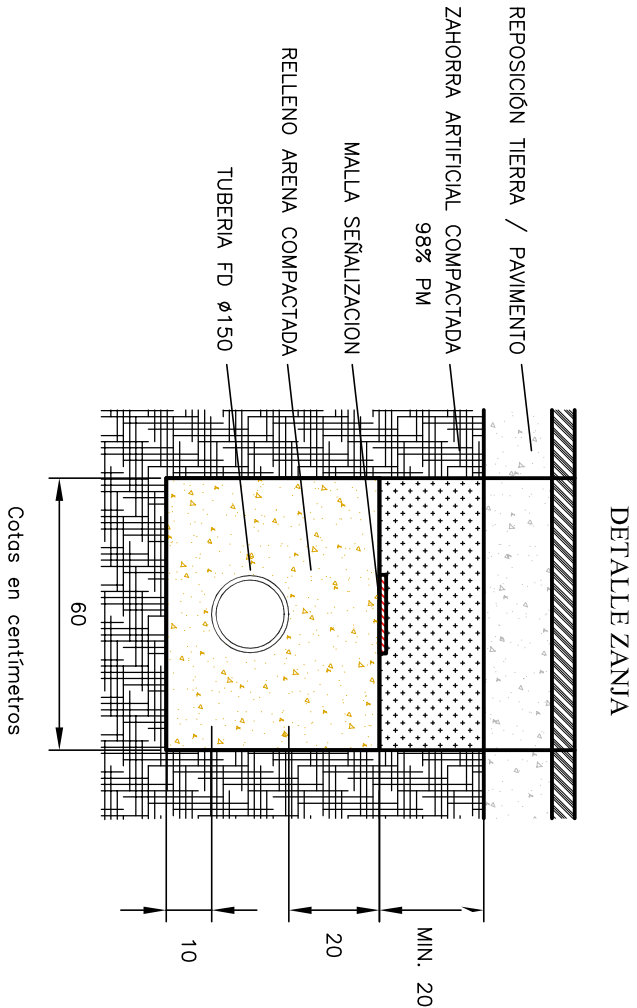 DETALLE ZANJA
REPOSICIÓN TIERRA / PAVIMENTO
ZAHORRA ARTIFICIAL COMPACTADA
98% PM
MALLA SEÑALIZACION
RELLENO ARENA COMPACTADA
TUBERIA FD ø150
MIN. 20
20
10
60
Cotas en centímetros